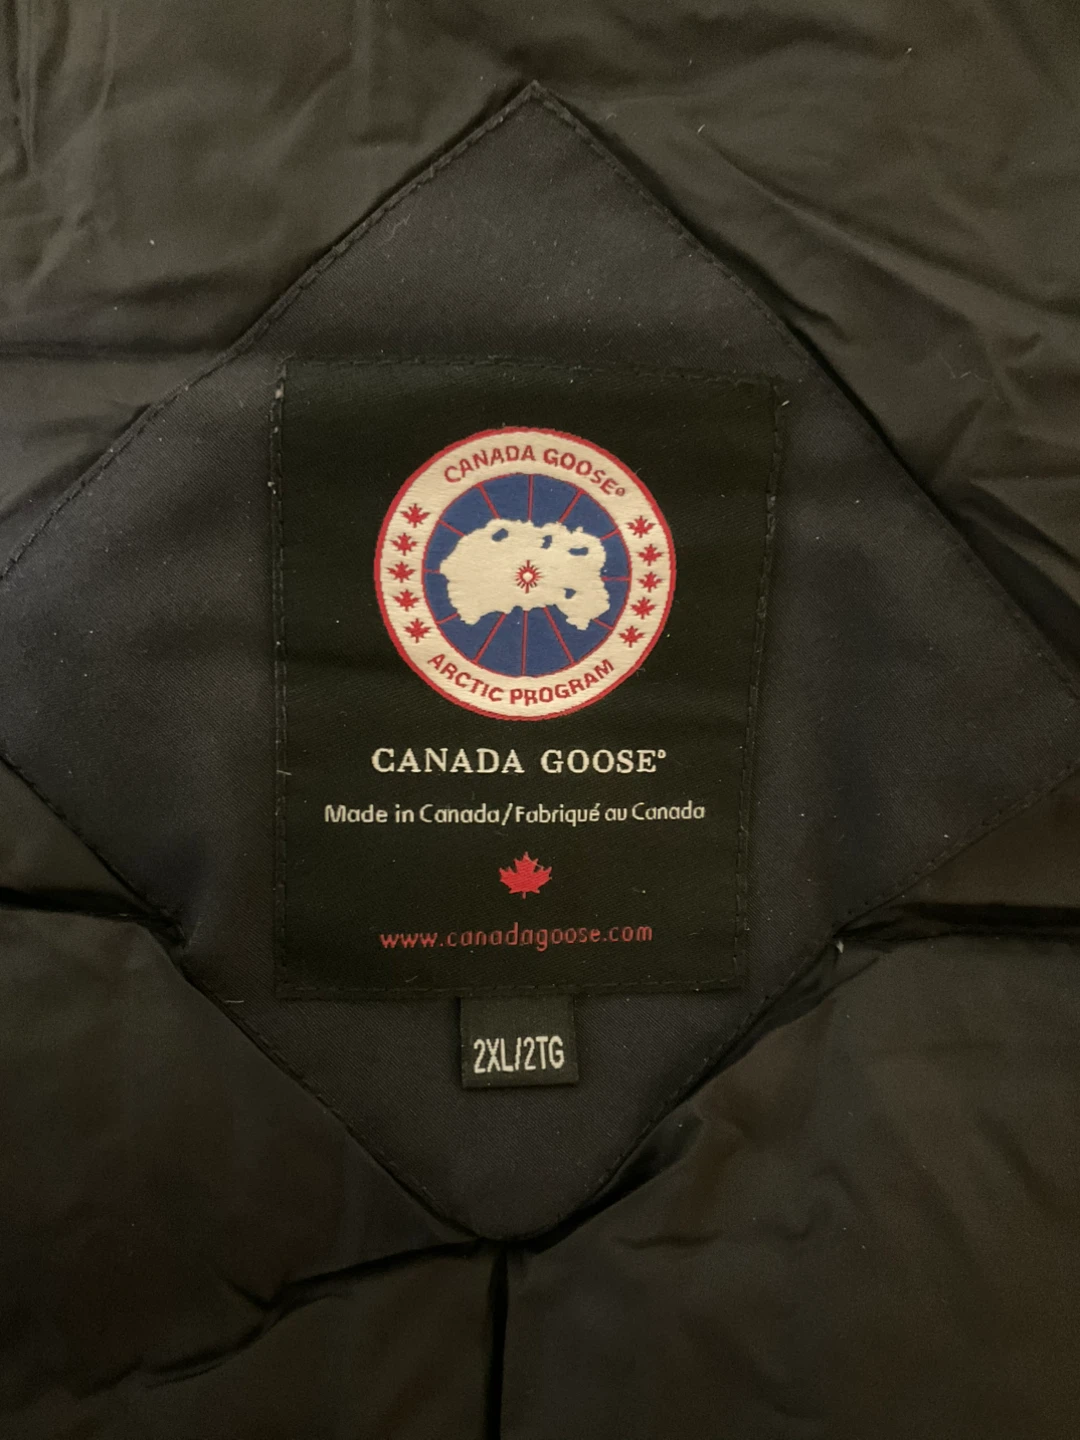 CANADA GOOSE®
ARCTIC PROGRAM
CANADA GOOSE®
Made in Canada/Fabriqué au Canada
www.canadagoose.com
2XL/2TG